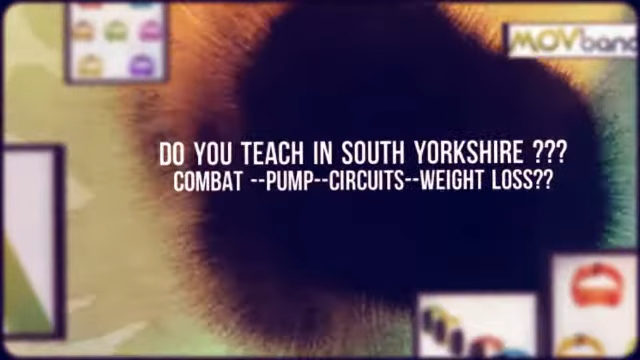 MOVband
DO YOU TEACH IN SOUTH YORKSHIRE ???
COMBAT --PUMP--CIRCUITS--WEIGHT LOSS??